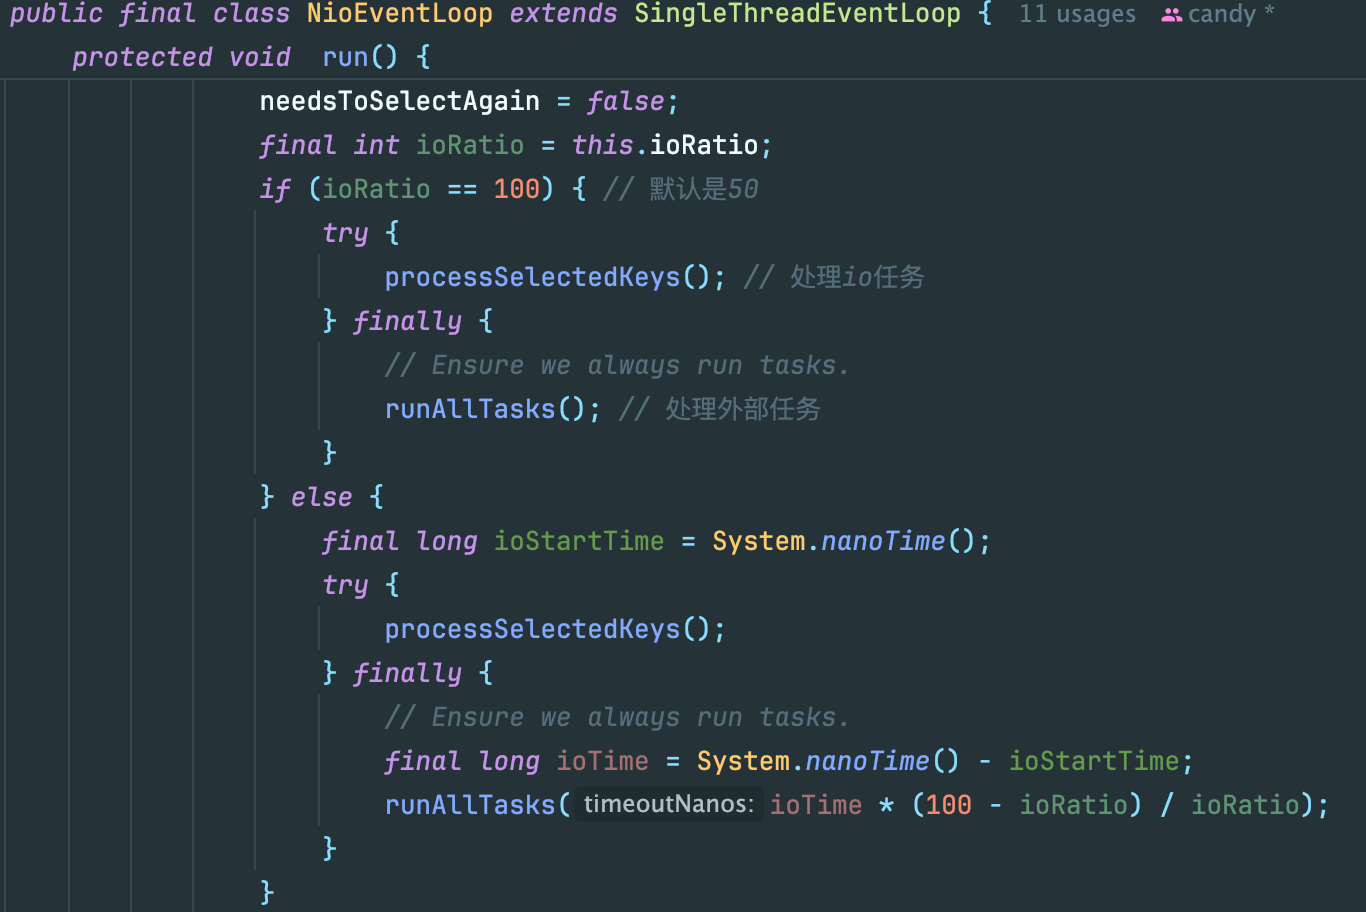 public final class NioEventLoop extends SingleThreadEventLoop { 11 usages candy *
protected void run() {
needsToSelectAgain = false;
final int ioRatio = this.ioRatio;
if (ioRatio == 100) { // 默认是50
try {
processSelectedKeys(); // 处理io任务
} finally {
// Ensure we always run tasks.
runAllTasks(); // 处理外部任务
}
} else {
final long ioStartTime = System.nanoTime();
try {
processSelectedKeys();
} finally {
// Ensure we always run tasks.
final long ioTime = System.nanoTime() - ioStartTime;
runAllTasks( timeoutNanos: ioTime * (100 - ioRatio) / ioRatio);
}
}